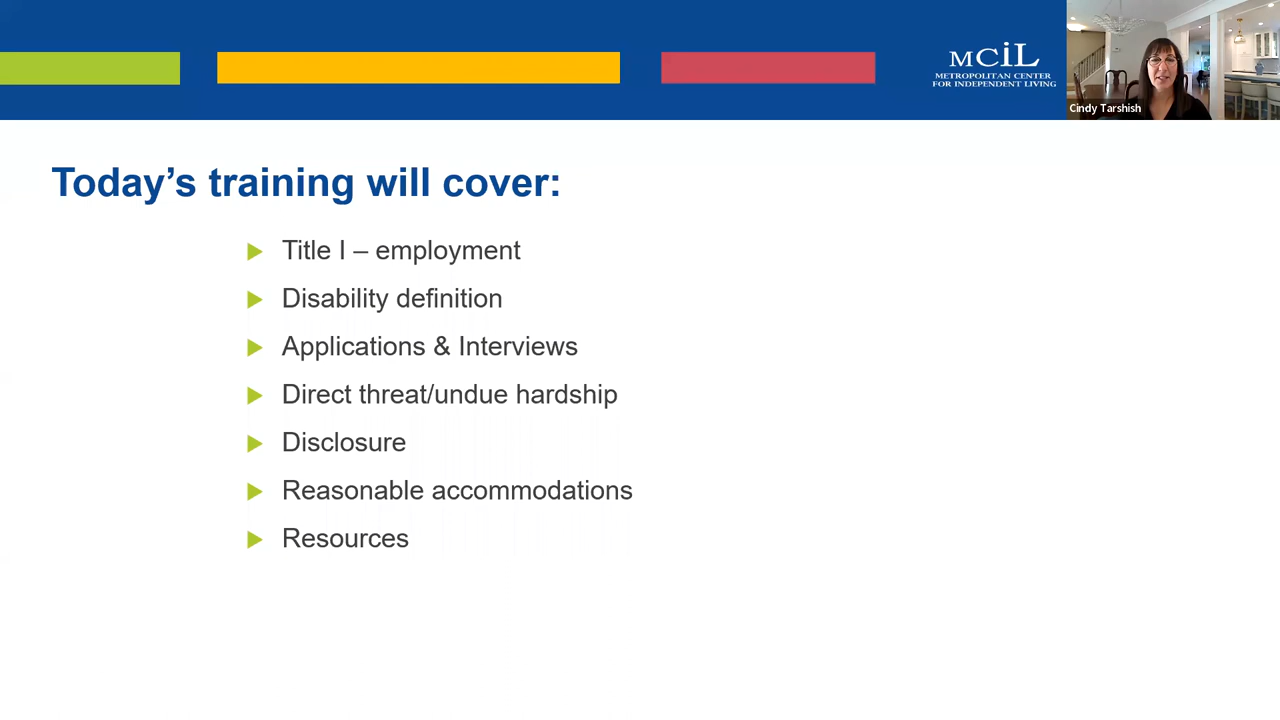 MCiL
METROPOLITAN CENTER
FOR INDEPENDENT LIVING
Cindy Tarshish
Today’s training will cover:
Title I – employment
Disability definition
Applications & Interviews
Direct threat/undue hardship
Disclosure
Reasonable accommodations
Resources